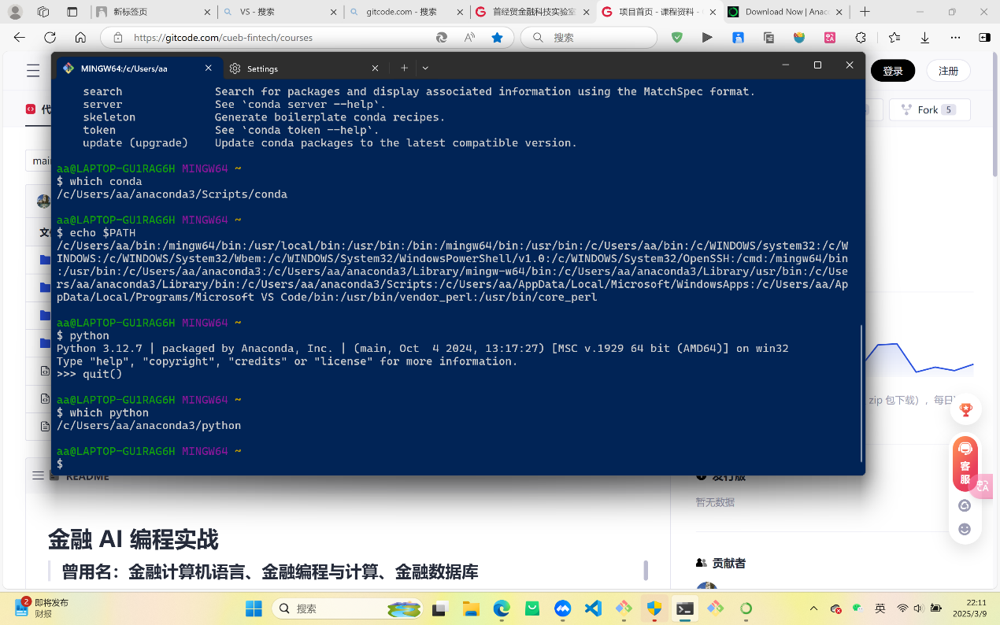 新标签页
VS - 搜索
gitcode.com - 搜索
首经贸金融科技实验室
项目首页 - 课程资料 -
Download Now | Ana
https://gitcode.com/cueb-fintech/courses
搜索
MINGW64:/c/Users/aa
Settings
登录
注册
代
Fork 5
main
search Search for packages and display associated information using the MatchSpec format.
server See `conda server --help`.
skeleton Generate boilerplate conda recipes.
token See `conda token --help`.
update (upgrade) Update conda packages to the latest compatible version.
aa@LAPTOP-GU1RAG6H MINGW64 ~
$ which conda
/c/Users/aa/anaconda3/Scripts/conda
aa@LAPTOP-GU1RAG6H MINGW64 ~
$ echo $PATH
/c/Users/aa/bin:/mingw64/bin:/usr/local/bin:/usr/bin:/bin:/mingw64/bin:/usr/bin:/c/Users/aa/bin:/c/WINDOWS/system32:/c/W
INDOWS:/c/WINDOWS/System32/Wbem:/c/WINDOWS/System32/WindowsPowerShell/v1.0:/c/WINDOWS/System32/OpenSSH:/cmd:/mingw64/bin
:/usr/bin:/c/Users/aa/anaconda3:/c/Users/aa/anaconda3/Library/mingw-w64/bin:/c/Users/aa/anaconda3/Library/usr/bin:/c/Use
rs/aa/anaconda3/Library/bin:/c/Users/aa/anaconda3/Scripts:/c/Users/aa/AppData/Local/Microsoft/WindowsApps:/c/Users/aa/Ap
pData/Local/Programs/Microsoft VS Code/bin:/usr/bin/vendor_perl:/usr/bin/core_perl
aa@LAPTOP-GU1RAG6H MINGW64 ~
$ python
Python 3.12.7 | packaged by Anaconda, Inc. | (main, Oct  4 2024, 13:17:27) [MSC v.1929 64 bit (AMD64)] on win32
Type "help", "copyright", "credits" or "license" for more information.
>>> quit()
aa@LAPTOP-GU1RAG6H MINGW64 ~
$ which python
/c/Users/aa/anaconda3/python
aa@LAPTOP-GU1RAG6H MINGW64 ~
$
zip 包下载），每日
客服
README
发行版
暂无数据
金融 AI 编程实战
曾用名：金融计算机语言、金融编程与计算、金融数据库
贡献者
2
即将发布
财报
搜索
英
22:11
2025/3/9